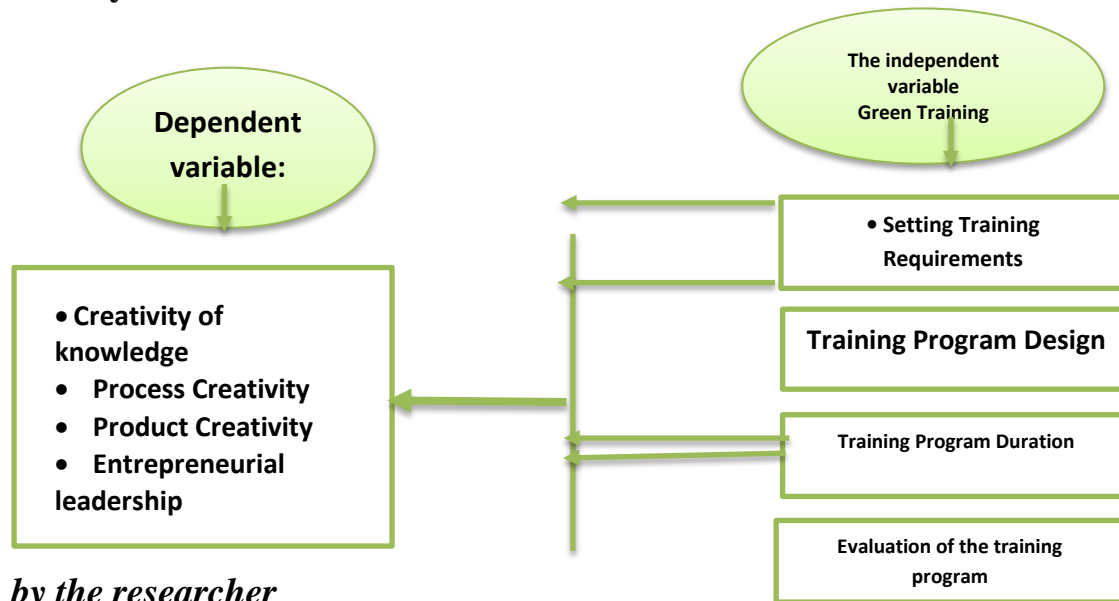 The independent
variable
Green Training
Dependent
variable:
• Setting Training
Requirements
• Creativity of
knowledge
• Process Creativity
• Product Creativity
• Entrepreneurial
leadership
Training Program Design
Training Program Duration
Evaluation of the training
program
by the researcher